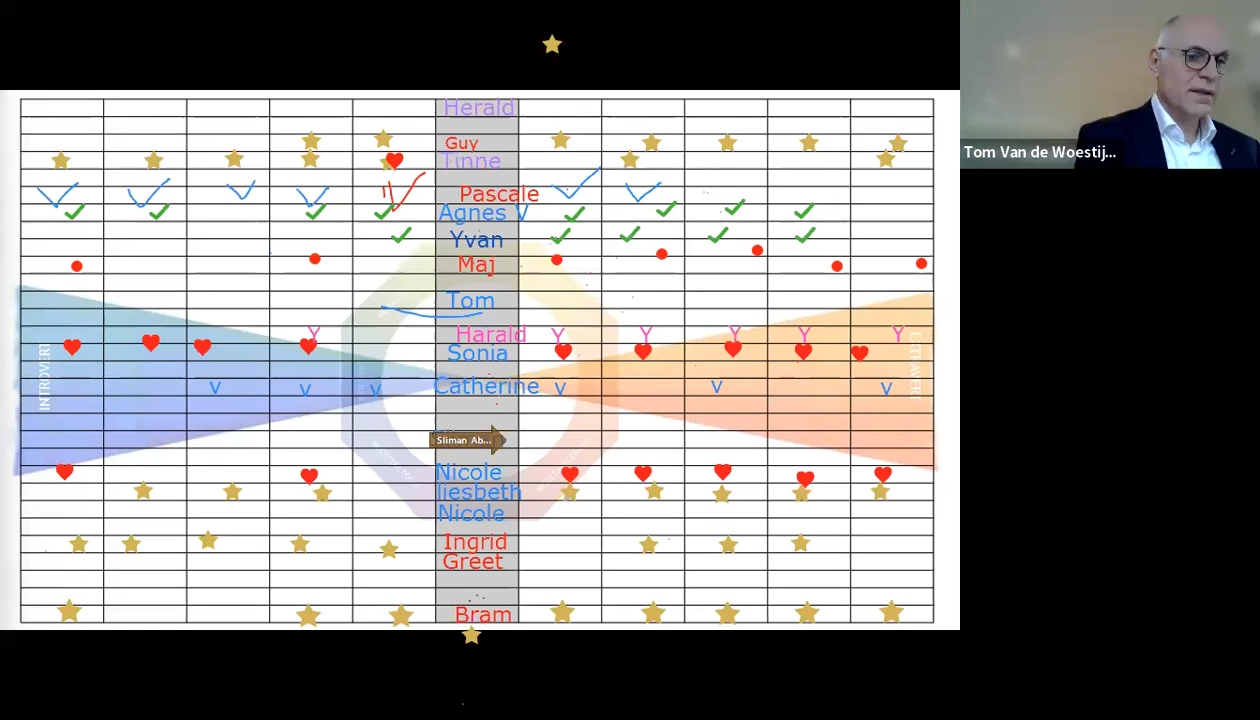 Herald
Guy
Tinne
Tom Van de Woestij...
Pascale
Agnes V
Yvan
Maj
Tom
Y Harald Y Y Y Y Y
Sonia
INTROVERT
EXTRAVERT
v v v Catherine v v v
Sliman Ab...
Nicole
liesbeth
Nicole
Ingrid
Greet
Bram